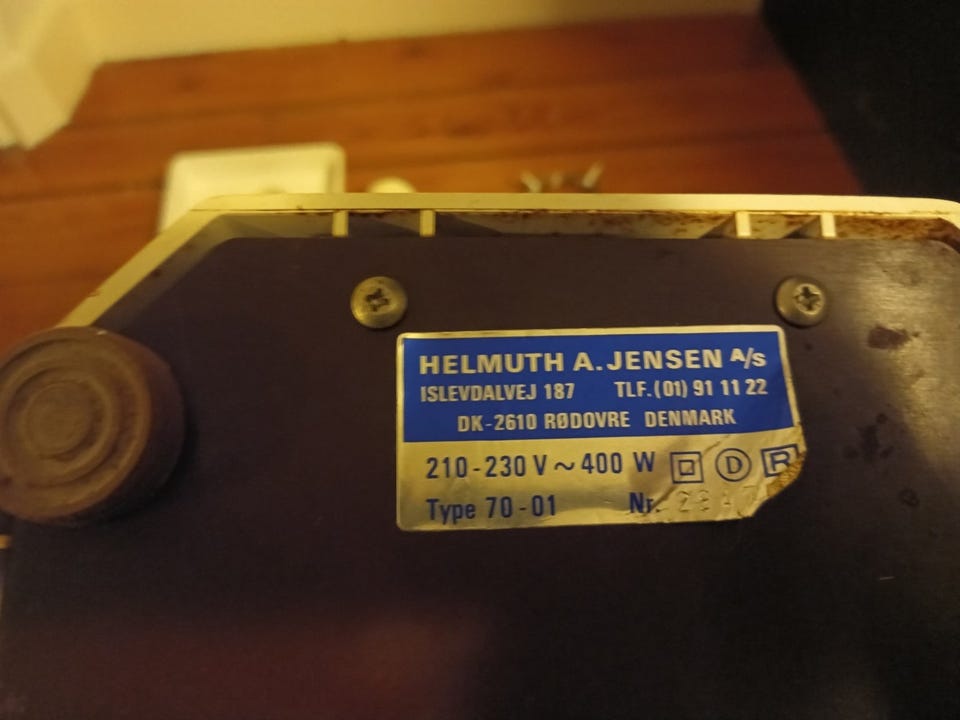 HELMUTH A. JENSEN A/S
ISLEVDALVEJ 187 TLF. (01) 91 11 22
DK-2610 RØDOVRE DENMARK
210-230 V ~ 400 W D
Type 70-01 Nr.